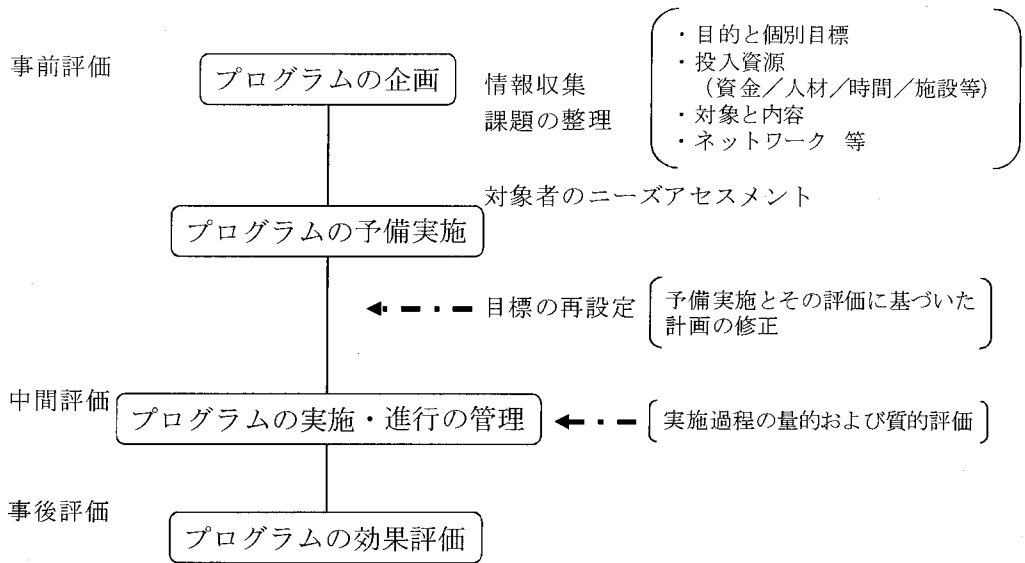 事前評価
プログラムの企画
情報収集
課題の整理
・目的と個別目標
・投入資源
（資金／人材／時間／施設等）
・対象と内容
・ネットワーク 等
対象者のニーズアセスメント
プログラムの予備実施
目標の再設定
予備実施とその評価に基づいた
計画の修正
中間評価
プログラムの実施・進行の管理
実施過程の量的および質的評価
事後評価
プログラムの効果評価